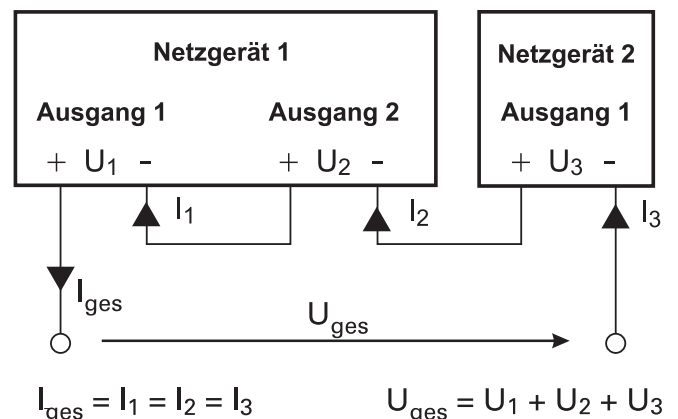 Netzgerät 1 Netzgerät 2
Ausgang 1 Ausgang 2 Ausgang 1
+ U1 - + U2 - + U3 -
I1 I2 I3
Iges
Uges
Iges = I1 = I2 = I3 Uges = U1 + U2 + U3